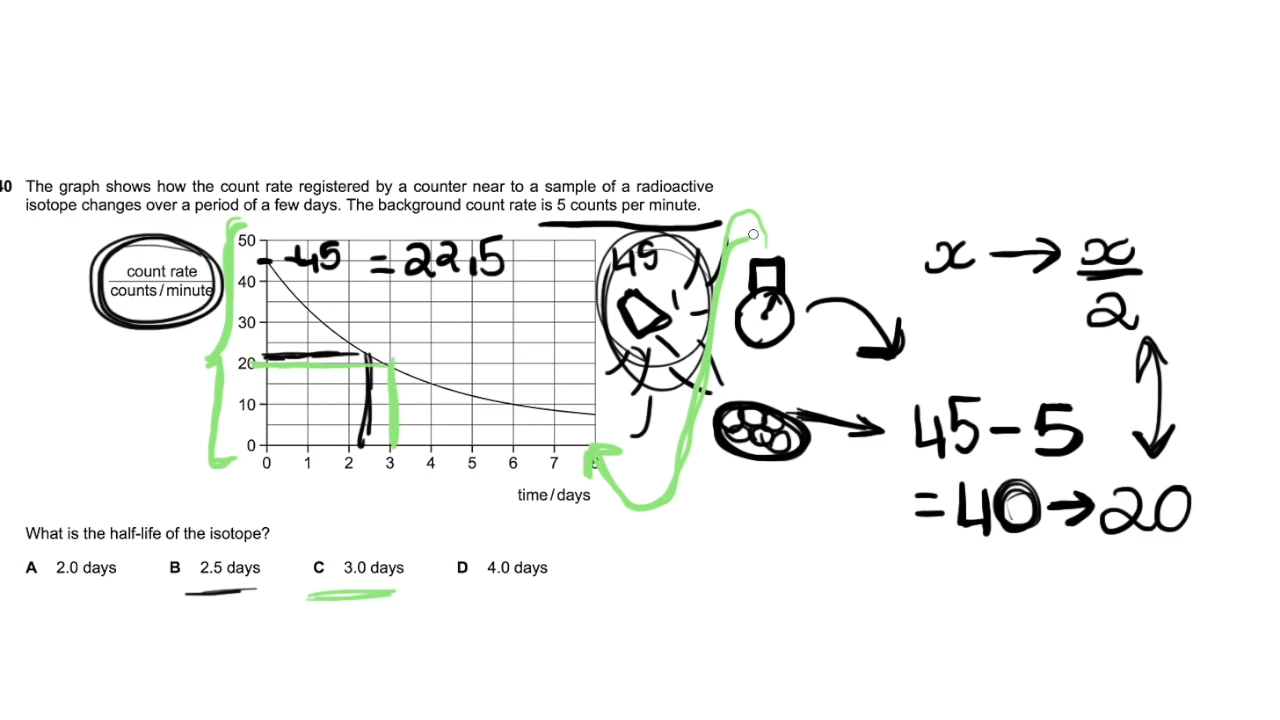 40 The graph shows how the count rate registered by a counter near to a sample of a radioactive
isotope changes over a period of a few days. The background count rate is 5 counts per minute.
count rate
counts / minute
50
40
30
20
10
0
0 1 2 3 4 5 6 7 8
time / days
45 = 22.5
45
x → x/2
45 - 5
= 40 → 20
What is the half-life of the isotope?
A 2.0 days B 2.5 days C 3.0 days D 4.0 days